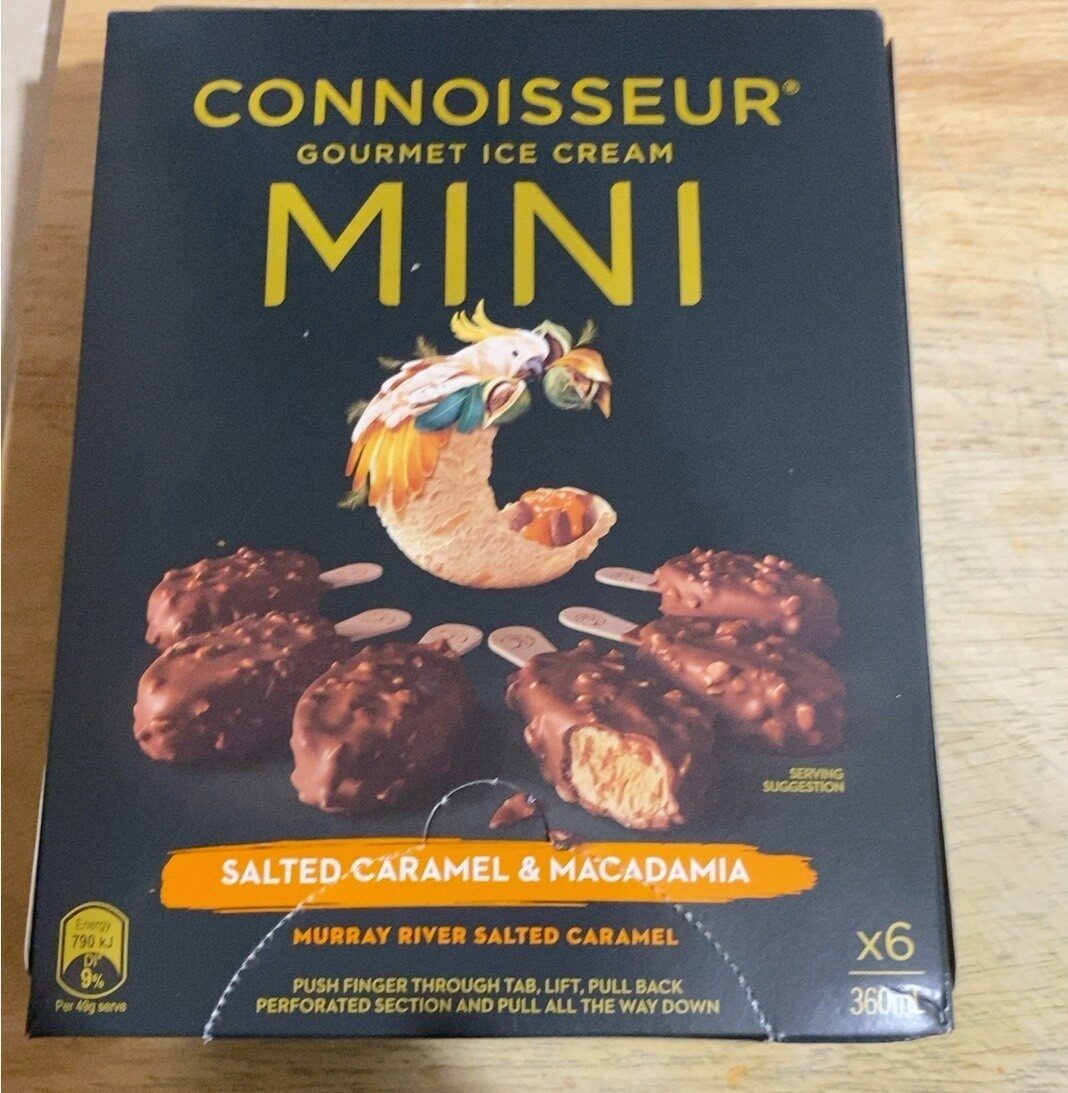 CONNOISSEUR®
GOURMET ICE CREAM
MINI
SERVING
SUGGESTION
SALTED CARAMEL & MACADAMIA
MURRAY RIVER SALTED CARAMEL
PUSH FINGER THROUGH TAB, LIFT, PULL BACK
PERFORATED SECTION AND PULL ALL THE WAY DOWN
Energy
790 kJ
DI*
9%
Per 49g serve
x6
360mL